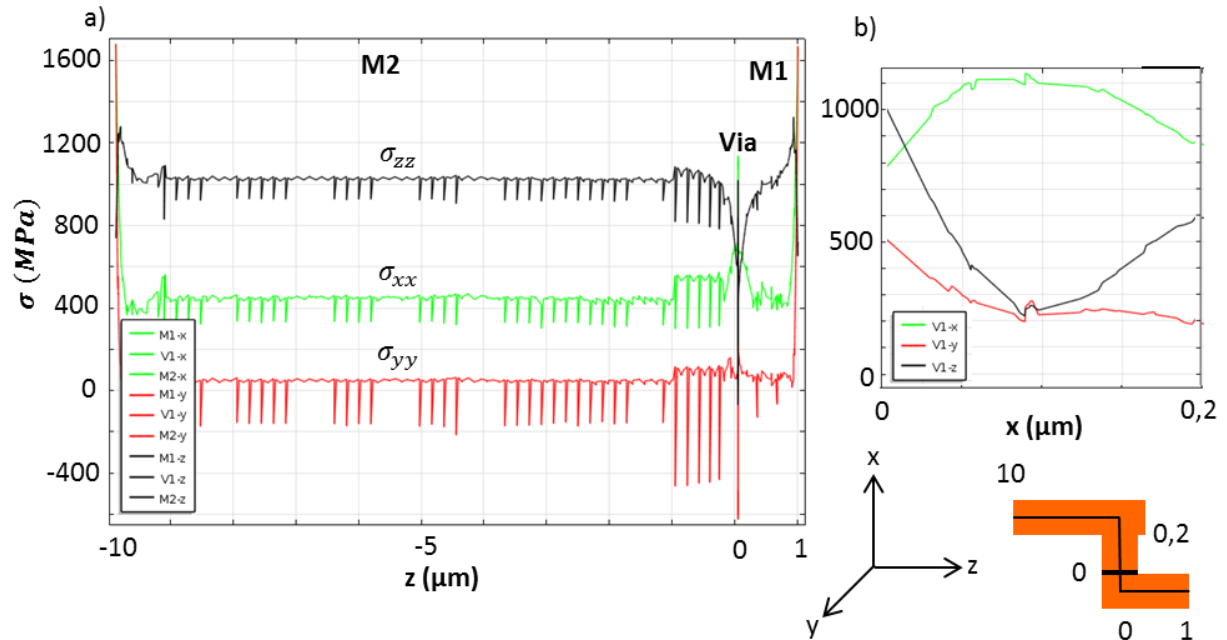 a)
1600
1200
800
400
0
-400
σ (MPa)
M2
M1
Via
σzz
σxx
σyy
M1-x
V1-x
M2-x
M1-y
V1-y
M2-y
M1-z
V1-z
M2-z
-10
-5
0
1
z (μm)
b)
1000
500
0
V1-x
V1-y
V1-z
0
0,2
x (μm)
x
z
y
10
0,2
0
0
1